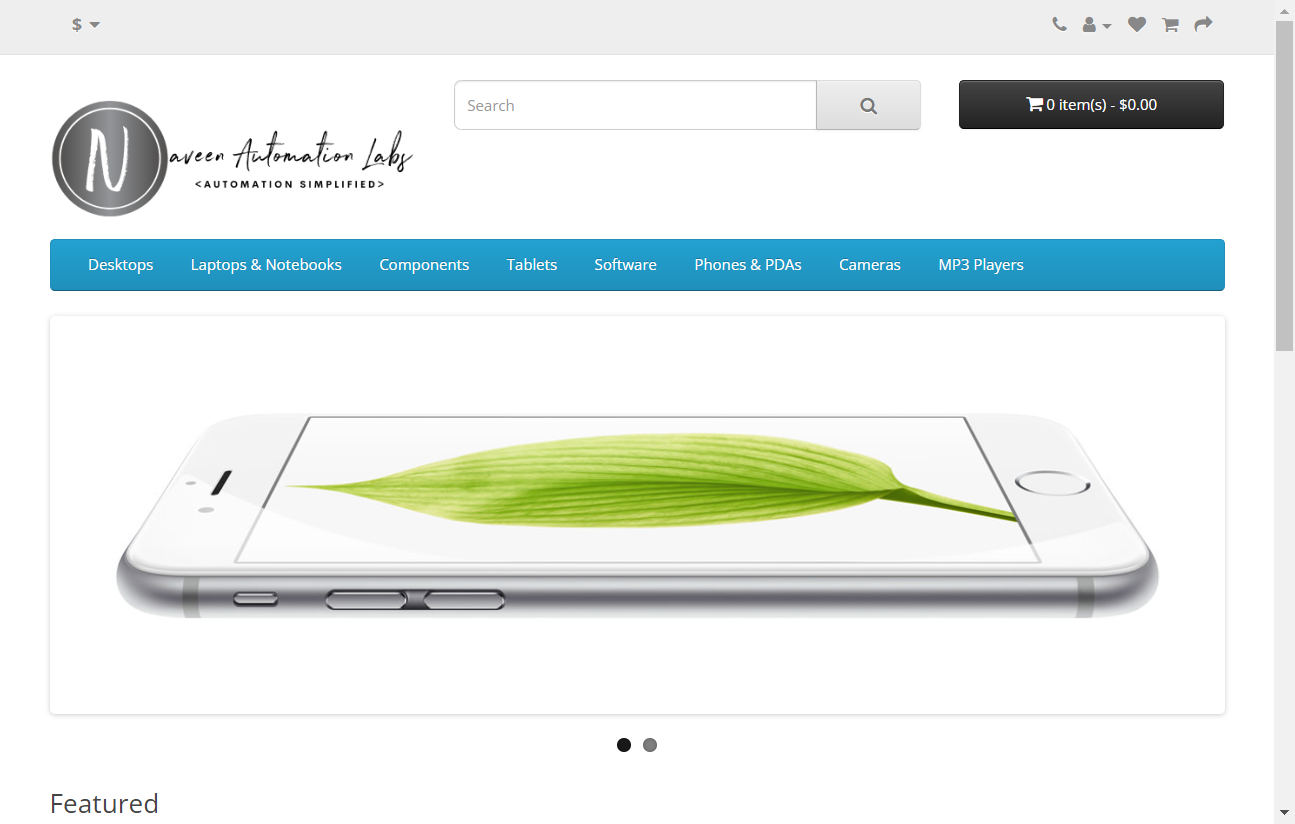 $
Search
0 item(s) - $0.00
N
aveen Automation Labs
<AUTOMATION SIMPLIFIED>
Desktops
Laptops & Notebooks
Components
Tablets
Software
Phones & PDAs
Cameras
MP3 Players
Featured